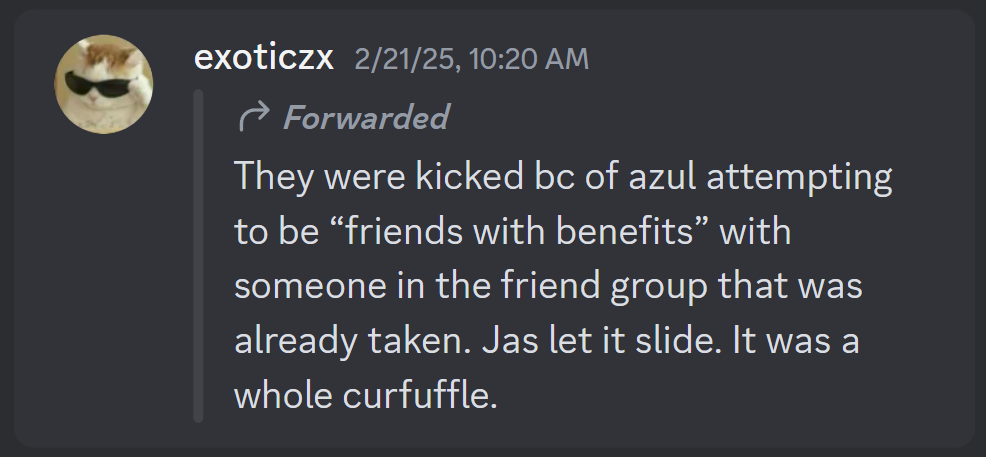 exoticzx 2/21/25, 10:20 AM
Forwarded
They were kicked bc of azul attempting
to be “friends with benefits” with
someone in the friend group that was
already taken. Jas let it slide. It was a
whole curfuffle.